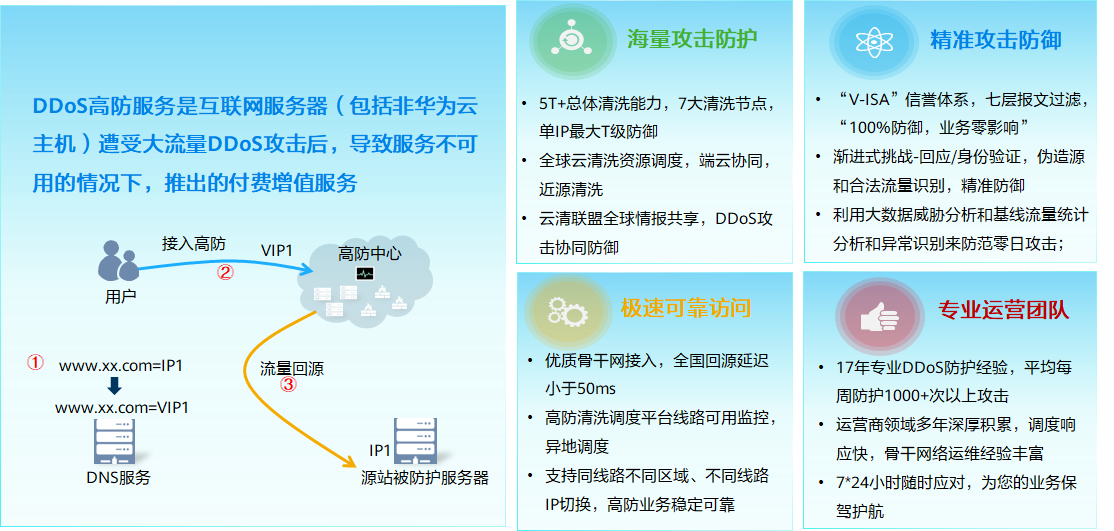 DDoS高防服务是互联网服务器（包括非华为云
主机）遭受大流量DDoS攻击后，导致服务不可
用的情况下，推出的付费增值服务
接入高防
②
VIP1
高防中心
用户
①
www.xx.com=IP1
www.xx.com=VIP1
DNS服务
流量回源
③
IP1
源站被防护服务器
海量攻击防护
• 5T+总体清洗能力，7大清洗节点，
单IP最大T级防御
• 全球云清洗资源调度，端云协同，
近源清洗
• 云清联盟全球情报共享，DDoS攻
击协同防御
精准攻击防御
• “V-ISA”信誉体系，七层报文过滤，
“100%防御，业务零影响”
• 渐进式挑战-回应/身份验证，伪造源
和合法流量识别，精准防御
• 利用大数据威胁分析和基线流量统计
分析和异常识别来防范零日攻击；
极速可靠访问
• 优质骨干网接入，全国回源延迟
小于50ms
• 高防清洗调度平台线路可用监控，
异地调度
• 支持同线路不同区域、不同线路
IP切换，高防业务稳定可靠
专业运营团队
• 17年专业DDoS防护经验，平均每
周防护1000+次以上攻击
• 运营商领域多年深厚积累，调度响
应快，骨干网络运维经验丰富
• 7*24小时随时应对，为您的业务保
驾护航